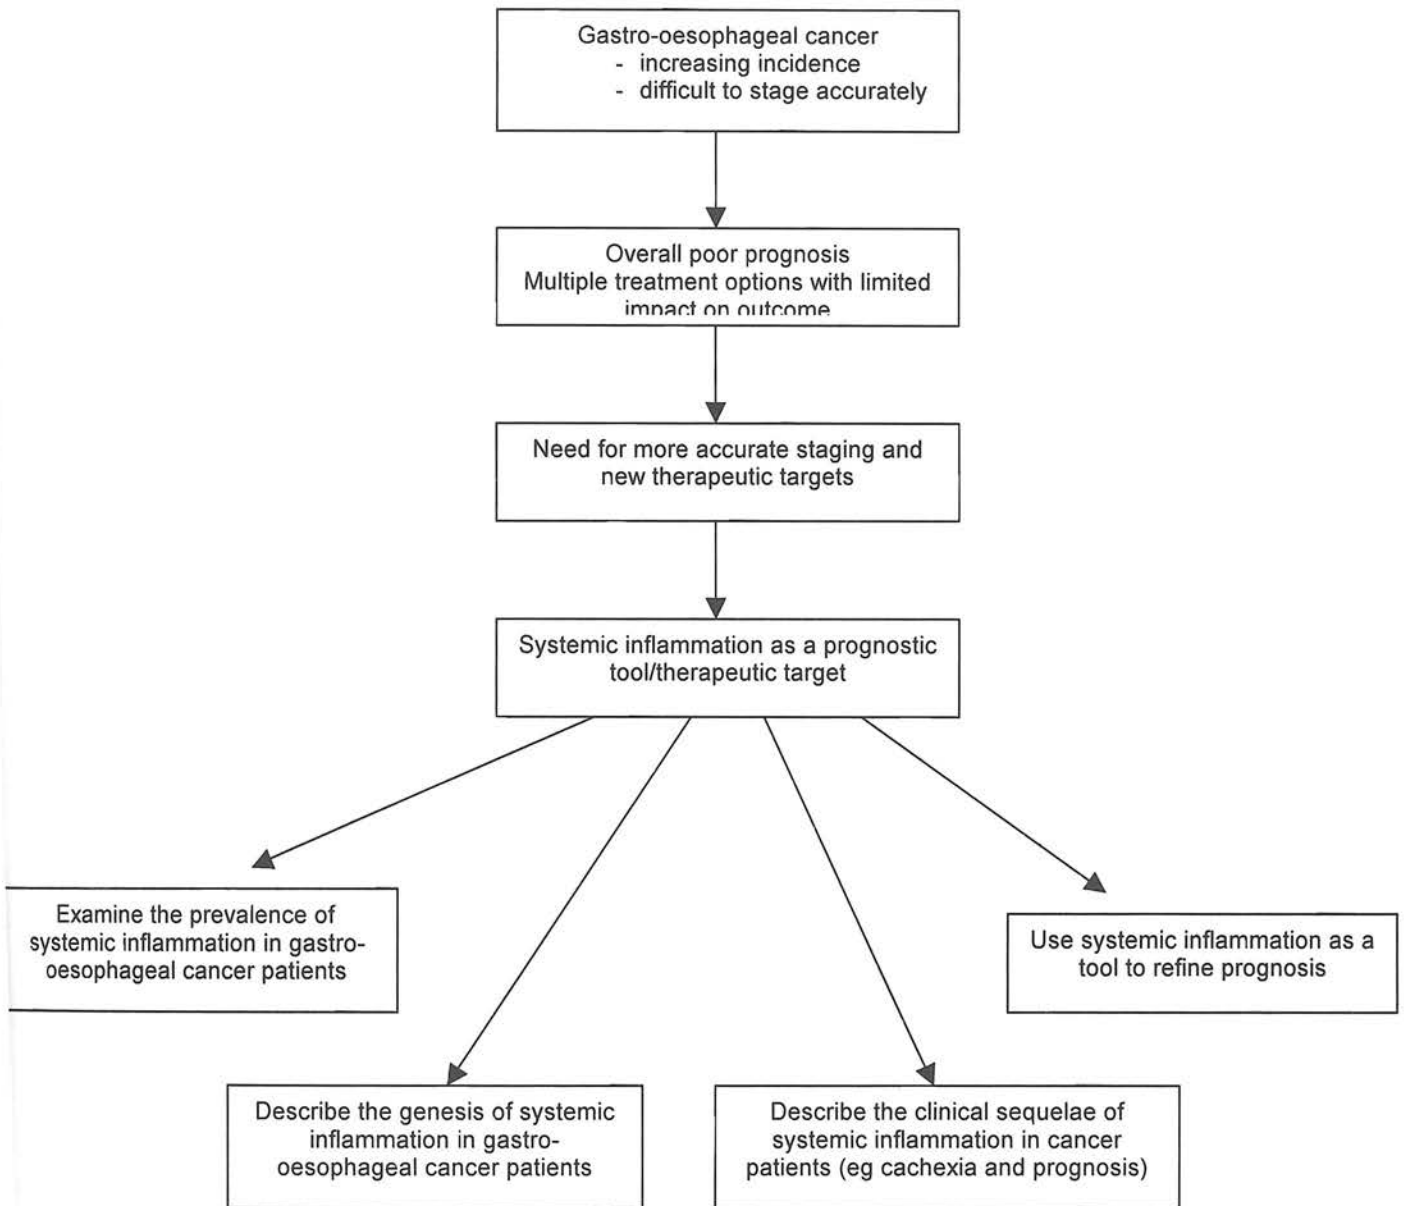 Gastro-oesophageal cancer
- increasing incidence
- difficult to stage accurately
Overall poor prognosis
Multiple treatment options with limited
impact on outcome
Need for more accurate staging and
new therapeutic targets
Systemic inflammation as a prognostic
tool/therapeutic target
Examine the prevalence of
systemic inflammation in gastro-
oesophageal cancer patients
Use systemic inflammation as a
tool to refine prognosis
Describe the genesis of systemic
inflammation in gastro-
oesophageal cancer patients
Describe the clinical sequelae of
systemic inflammation in cancer
patients (eg cachexia and prognosis)